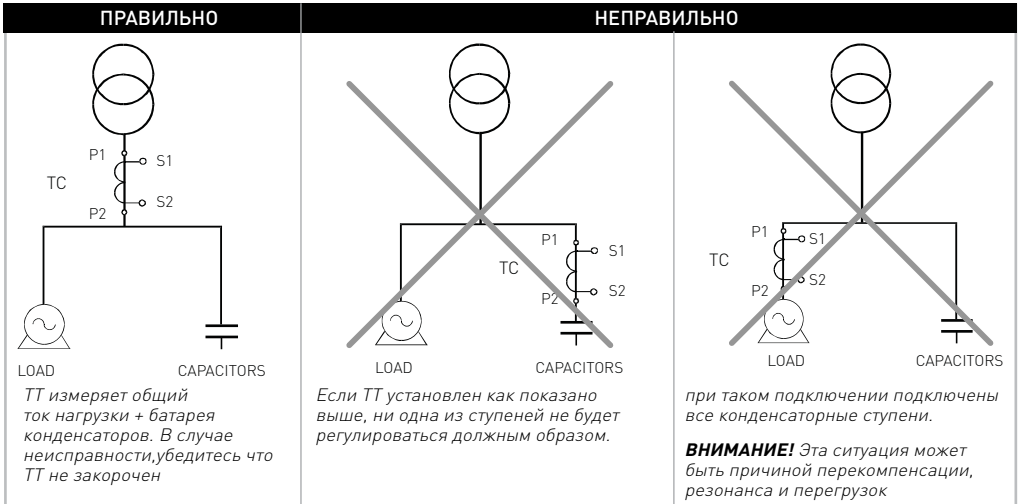 ПРАВИЛЬНО
НЕПРАВИЛЬНО
P1
S1
TC
S2
P2
LOAD
CAPACITORS
ТТ измеряет общий
ток нагрузки + батарея
конденсаторов. В случае
неисправности,убедитесь что
ТТ не закорочен
P1
S1
TC
S2
P2
LOAD
CAPACITORS
Если ТТ установлен как показано
выше, ни одна из ступеней не будет
регулироваться должным образом.
P1
S1
TC
S2
P2
LOAD
CAPACITORS
при таком подключении подключены
все конденсаторные ступени.
ВНИМАНИЕ! Эта ситуация может
быть причиной перекомпенсации,
резонанса и перегрузок